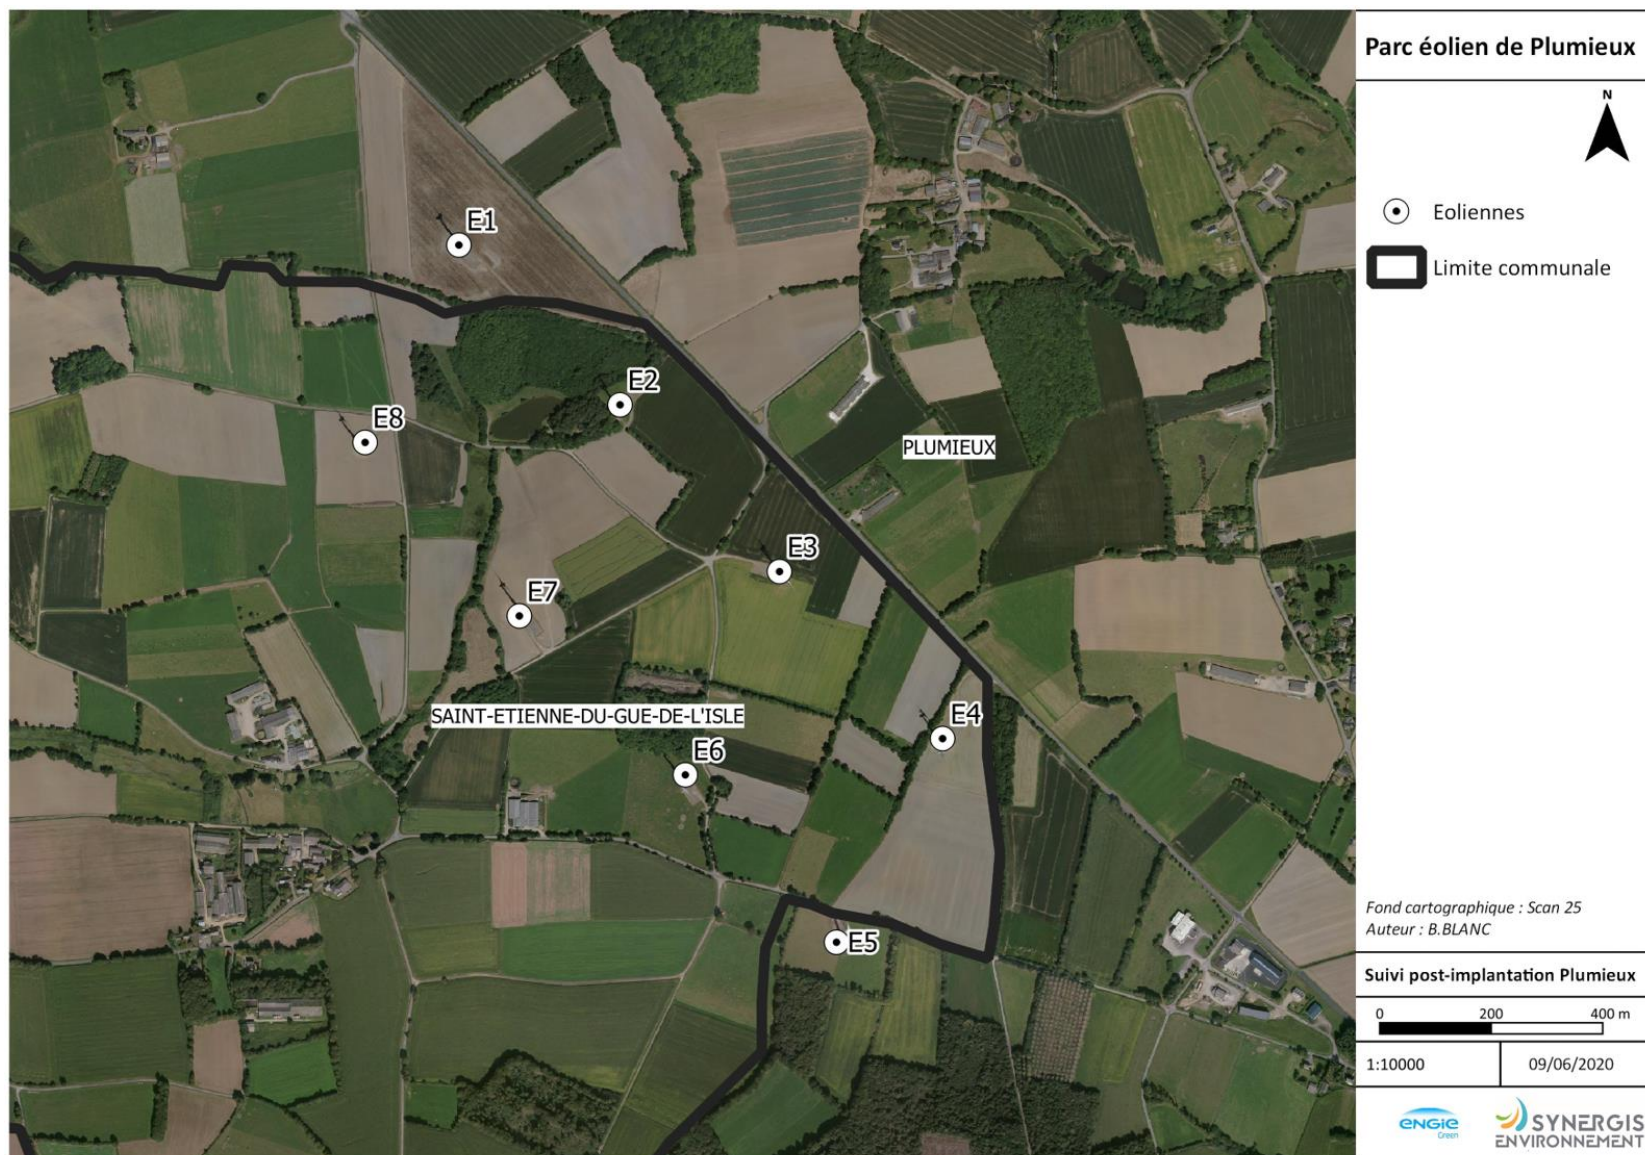 Parc éolien de Plumieux
N
Eoliennes
Limite communale
E1
E2
E8
PLUMIEUX
E3
E7
SAINT-ETIENNE-DU-GUE-DE-L'ISLE
E4
E6
E5
Fond cartographique : Scan 25
Auteur : B.BLANC
Suivi post-implantation Plumieux
0 200 400 m
1:10000 09/06/2020
ENGIE
Green
SYNERGIS
ENVIRONNEMENT